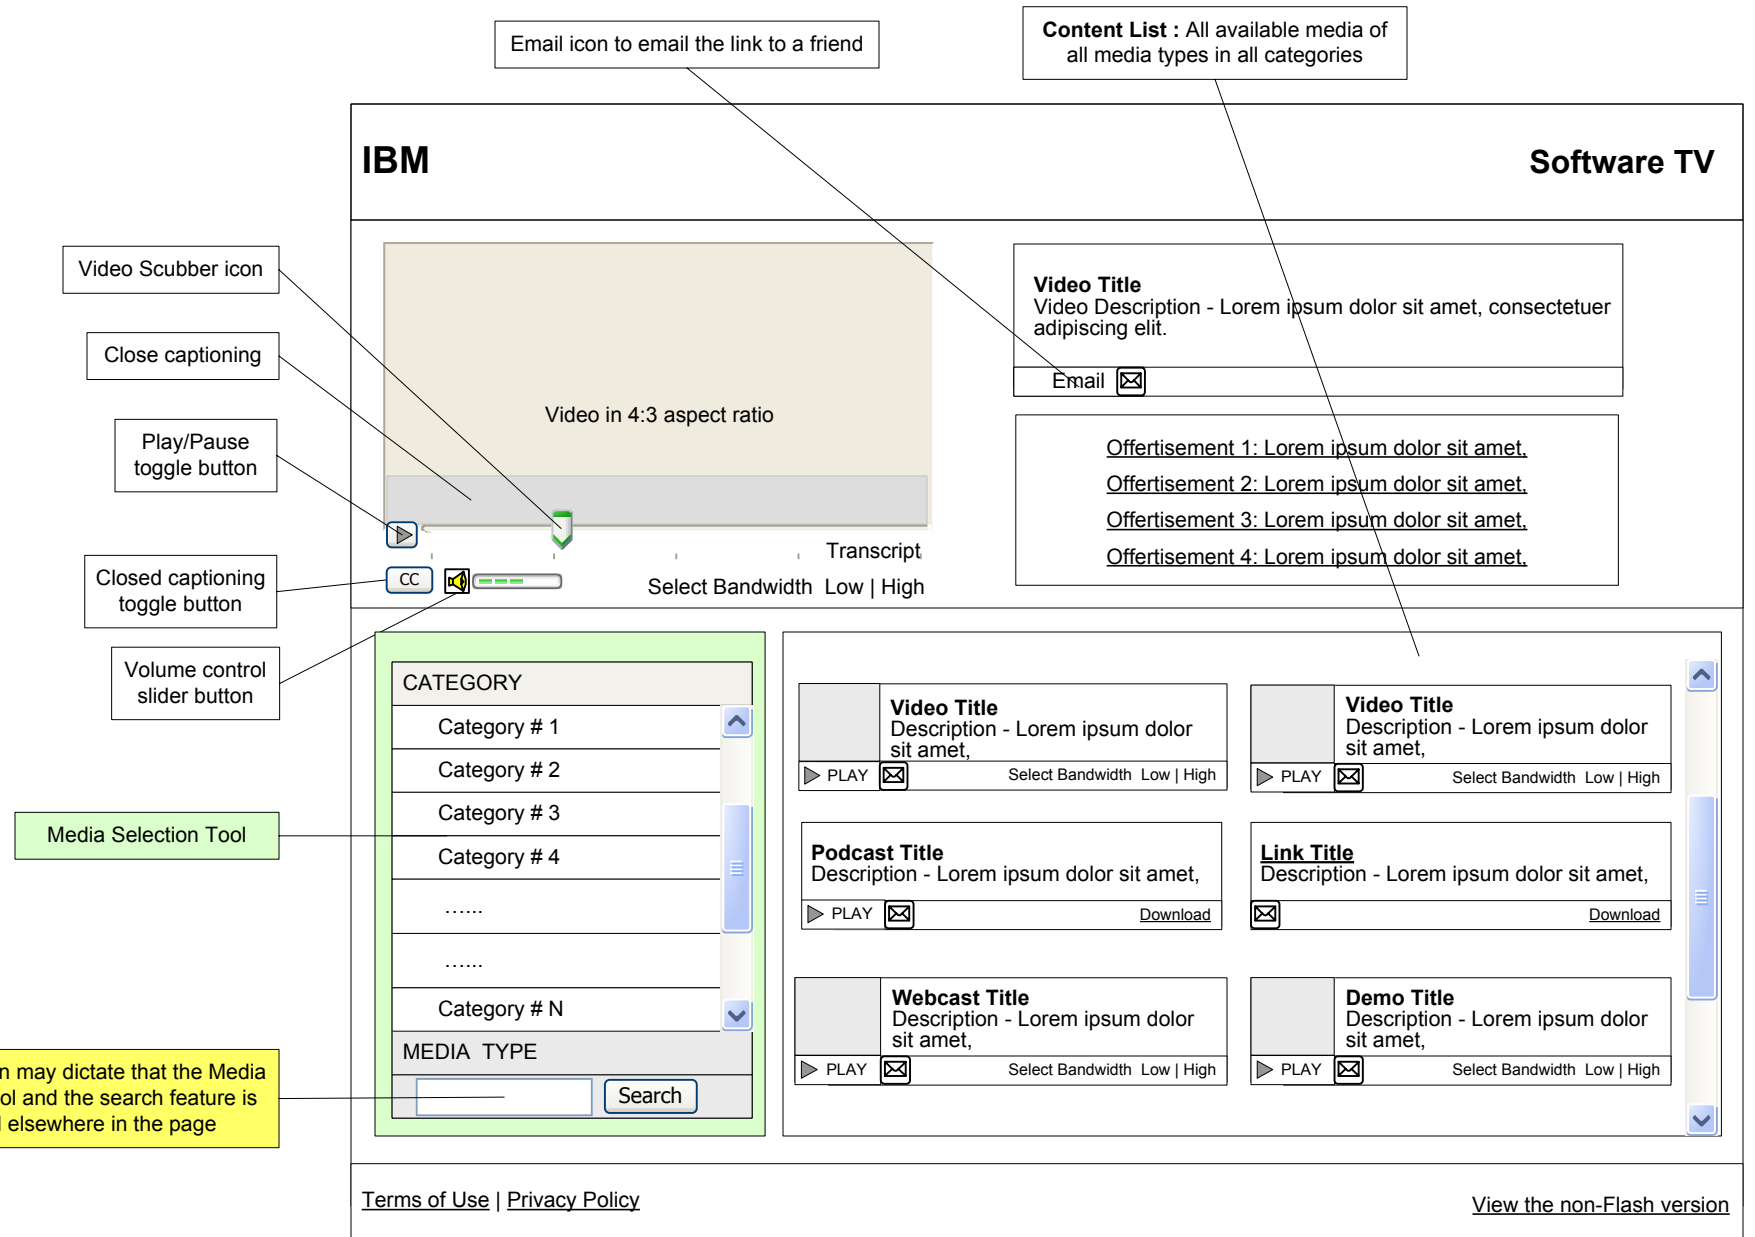 Email icon to email the link to a friend
Content List : All available media of
all media types in all categories
IBM
Software TV
Video Scubber icon
Close captioning
Play/Pause
toggle button
Closed captioning
toggle button
Volume control
slider button
Media Selection Tool
n may dictate that the Media
ol and the search feature is
elsewhere in the page
Video in 4:3 aspect ratio
Transcript
CC
Select Bandwidth Low | High
Video Title
Video Description - Lorem ipsum dolor sit amet, consectetuer
adipiscing elit.
Email
Offertisement 1: Lorem ipsum dolor sit amet,
Offertisement 2: Lorem ipsum dolor sit amet,
Offertisement 3: Lorem ipsum dolor sit amet,
Offertisement 4: Lorem ipsum dolor sit amet,
CATEGORY
Category # 1
Category # 2
Category # 3
Category # 4
…...
…...
Category # N
MEDIA TYPE
Search
Video Title
Description - Lorem ipsum dolor
sit amet,
PLAY
Select Bandwidth Low | High
Video Title
Description - Lorem ipsum dolor
sit amet,
PLAY
Select Bandwidth Low | High
Podcast Title
Description - Lorem ipsum dolor sit amet,
PLAY
Download
Link Title
Description - Lorem ipsum dolor sit amet,
Download
Webcast Title
Description - Lorem ipsum dolor
sit amet,
PLAY
Select Bandwidth Low | High
Demo Title
Description - Lorem ipsum dolor
sit amet,
PLAY
Select Bandwidth Low | High
Terms of Use | Privacy Policy
View the non-Flash version